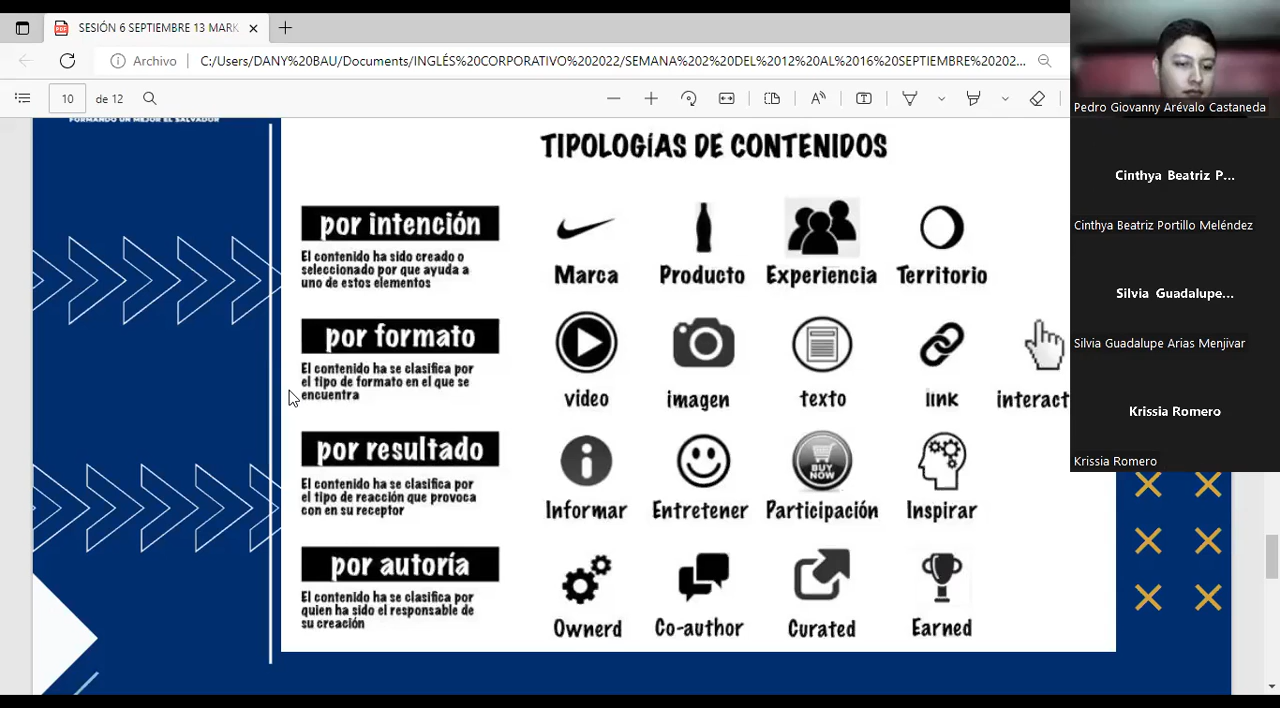 SESIÓN 6 SEPTIEMBRE 13 MARK
Archivo
C:/Users/DANY%20BAU/Documents/INGLÉS%20CORPORATIVO%202022/SEMANA%202%20DEL%2012%20AL%2016%20SEPTIEMBRE%20202...
10
de 12
FORMANDO UN MEJOR EL SALVADOR
TIPOLOGÍAS DE CONTENIDOS
por intención
El contenido ha sido creado o
seleccionado por que ayuda a
uno de estos elementos
Marca
Producto
Experiencia
Territorio
por formato
El contenido ha se clasifica por
el tipo de formato en el que se
encuentra
video
imagen
texto
link
interact
por resultado
El contenido ha se clasifica por
el tipo de reacción que provoca
con en su receptor
BUY
NOW
Informar
Entretener
Participación
Inspirar
por autoría
El contenido ha se clasifica por
quien ha sido el responsable de
su creación
Ownerd
Co-author
Curated
Earned
Pedro Giovanny Arévalo Castaneda
Cinthya Beatriz P...
Cinthya Beatriz Portillo Meléndez
Silvia Guadalupe...
Silvia Guadalupe Arias Menjivar
Krissia Romero
Krissia Romero